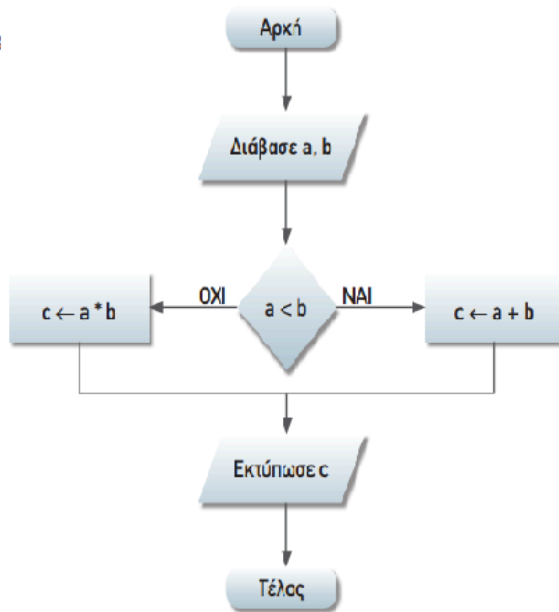 Αρχή
Διάβασε a, b
ΟΧΙ
a < b
ΝΑΙ
c ← a * b
c ← a + b
Εκτύπωσε c
Τέλος